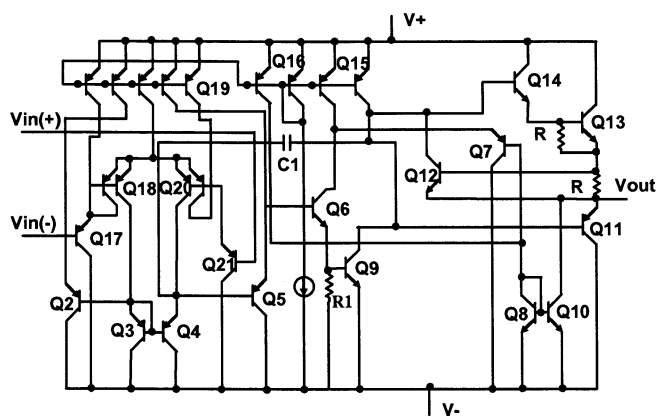 V+
Q16
Q15
Q14
Q19
Vin(+)
R
Q13
C1
Q7
Q18
Q20
Q12
R
Vout
Q6
Vin(-)
Q17
Q11
Q21
Q9
Q2
Q5
R1
Q3
Q4
Q8
Q10
V-